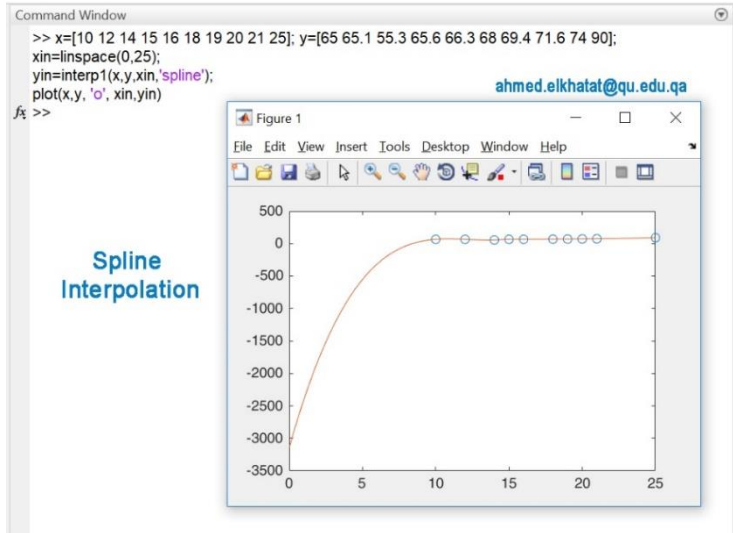 Command Window
>> x=[10 12 14 15 16 18 19 20 21 25]; y=[65 65.1 55.3 65.6 66.3 68 69.4 71.6 74 90];
xin=linspace(0,25);
yin=interp1(x,y,xin,'spline');
plot(x,y, 'o', xin,yin)
fx >>
ahmed.elkhatat@qu.edu.qa
Figure 1
File Edit View Insert Tools Desktop Window Help
Spline
Interpolation
500
0
-500
-1000
-1500
-2000
-2500
-3000
-3500
0 5 10 15 20 25